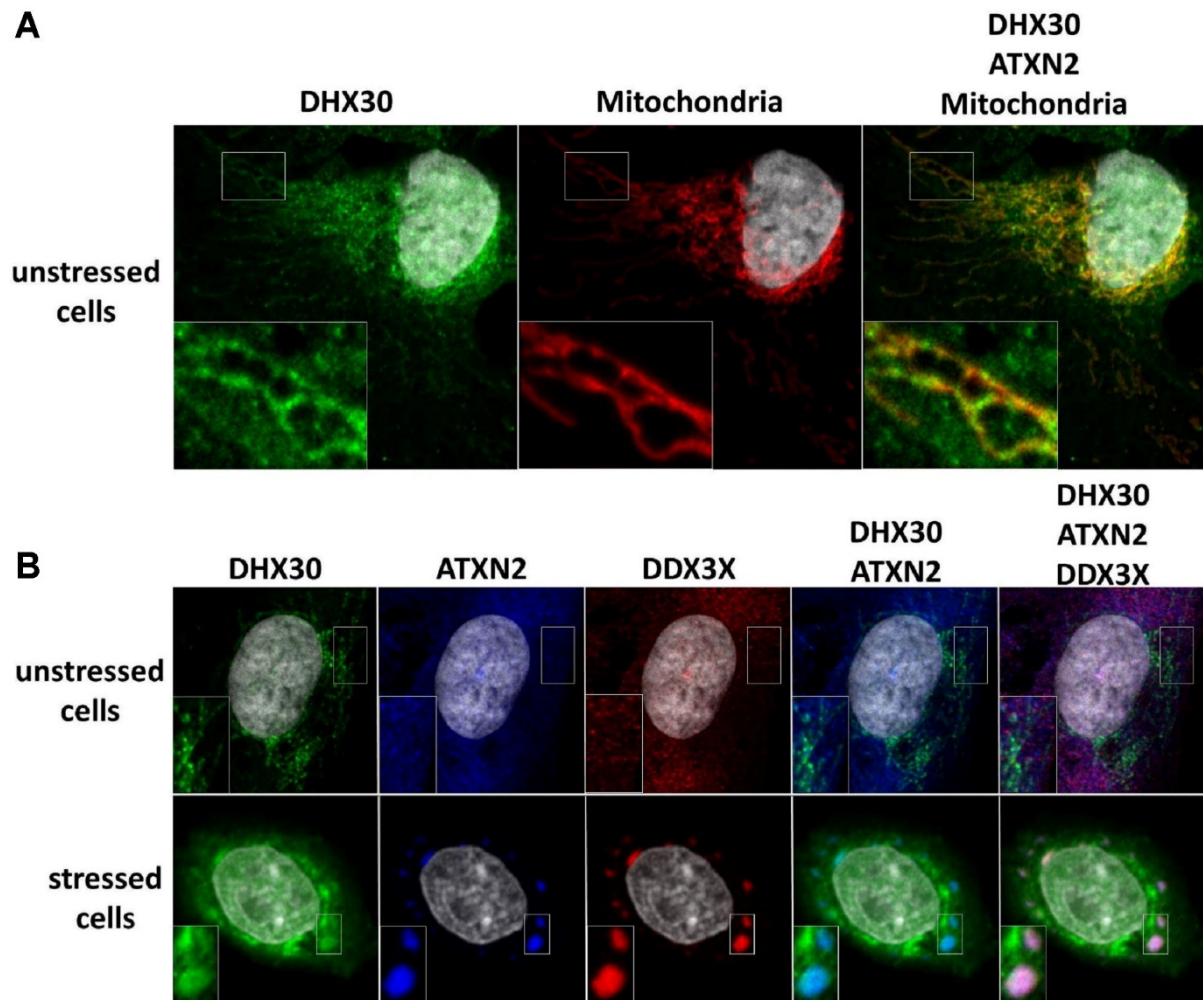 A
DHX30
Mitochondria
DHX30
ATXN2
Mitochondria
unstressed
cells
B
DHX30
ATXN2
DDX3X
DHX30
ATXN2
DHX30
ATXN2
DDX3X
unstressed
cells
stressed
cells